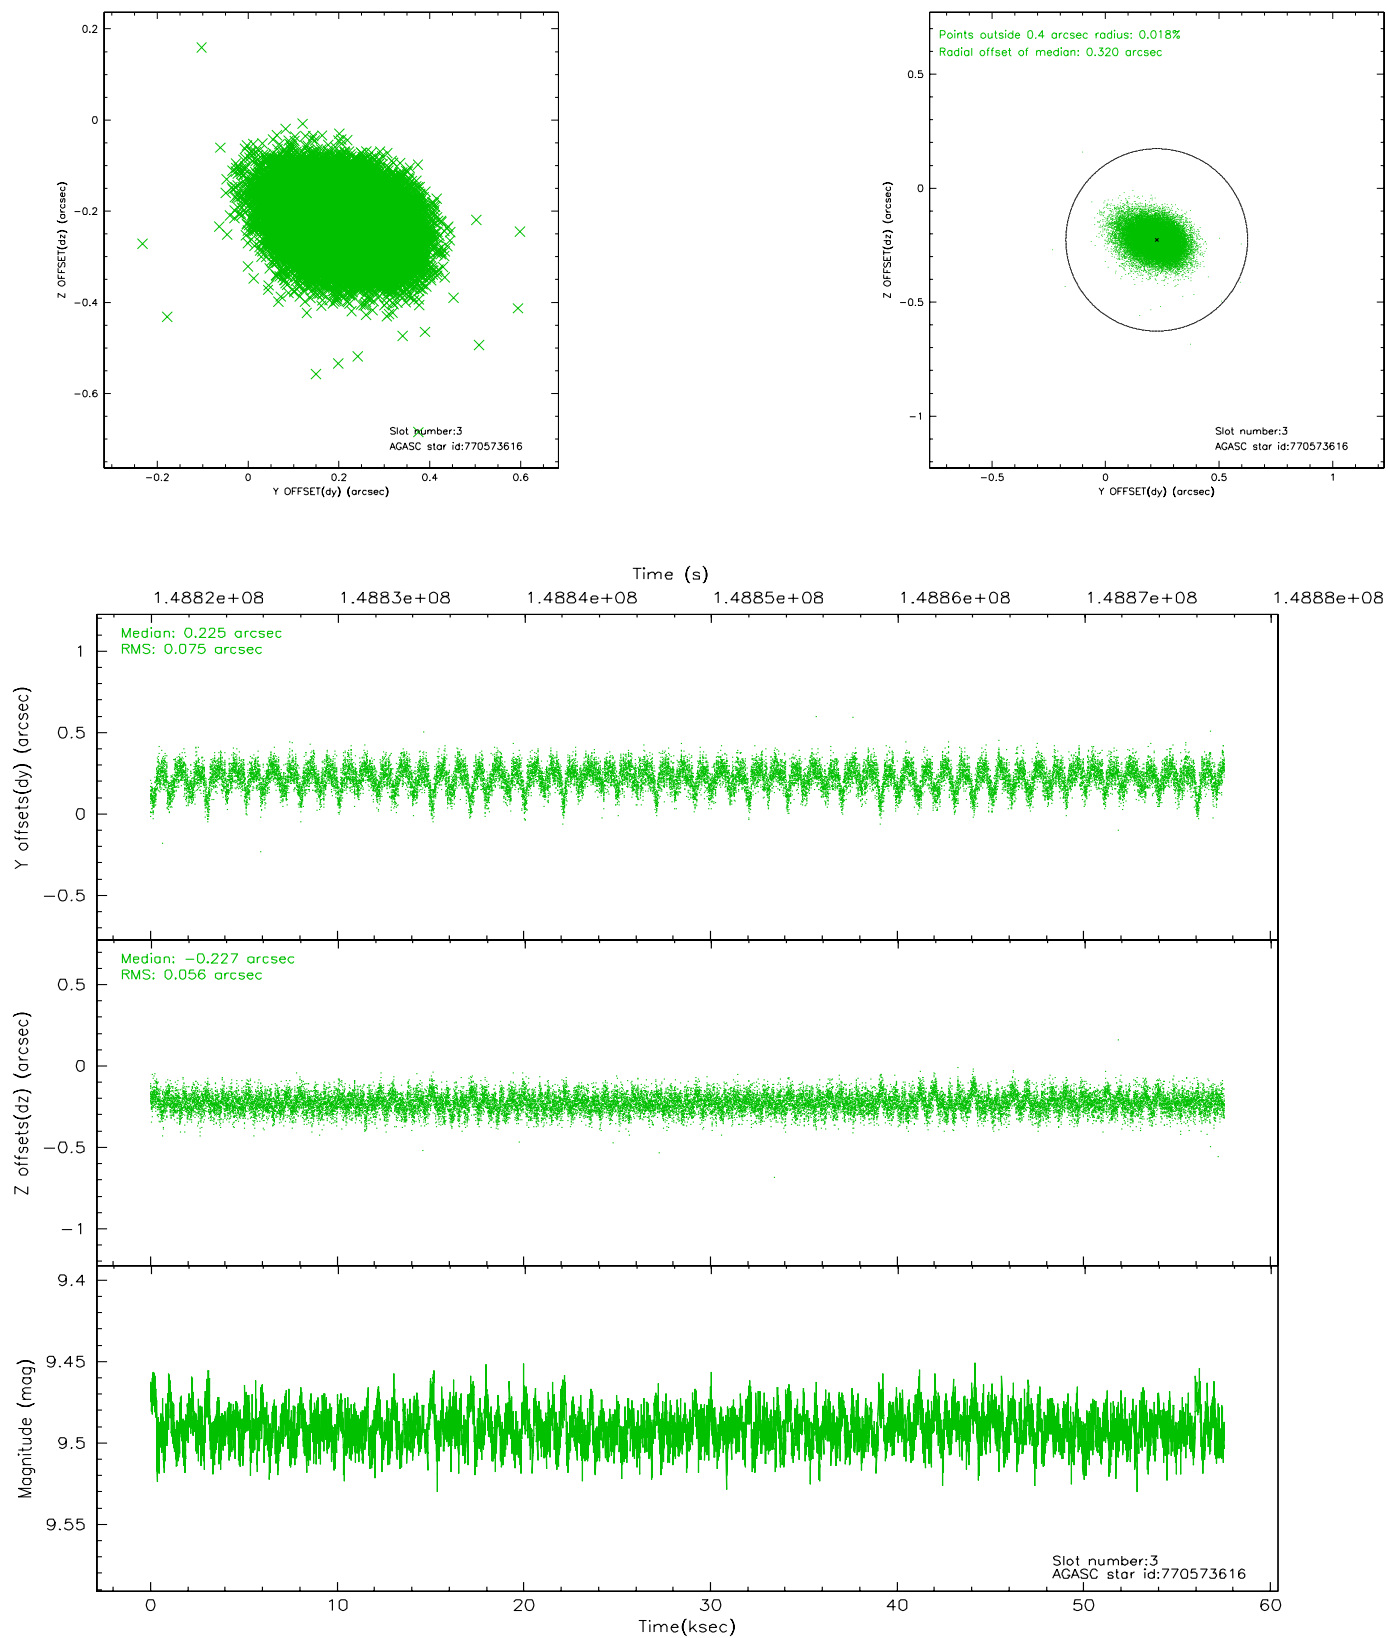 0.2
0
−0.2
−0.4
−0.6
Z OFFSET(dz) (arcsec)
Slot number:3
AGASC star id:770573616
−0.2
0
0.2
0.4
0.6
Y OFFSET(dy) (arcsec)
Points outside 0.4 arcsec radius: 0.018%
Radial offset of median: 0.320 arcsec
0.5
0
−0.5
−1
Z OFFSET(dz) (arcsec)
Slot number:3
AGASC star id:770573616
−0.5
0
0.5
1
Y OFFSET(dy) (arcsec)
Time (s)
1.4882e+08
1.4883e+08
1.4884e+08
1.4885e+08
1.4886e+08
1.4887e+08
1.4888e+08
Median: 0.225 arcsec
RMS: 0.075 arcsec
1
0.5
0
−0.5
Y offsets(dy) (arcsec)
Median: −0.227 arcsec
RMS: 0.056 arcsec
0.5
0
−0.5
−1
Z offsets(dz) (arcsec)
9.4
9.45
9.5
9.55
Magnitude (mag)
Slot number:3
AGASC star id:770573616
0
10
20
30
40
50
60
Time(ksec)